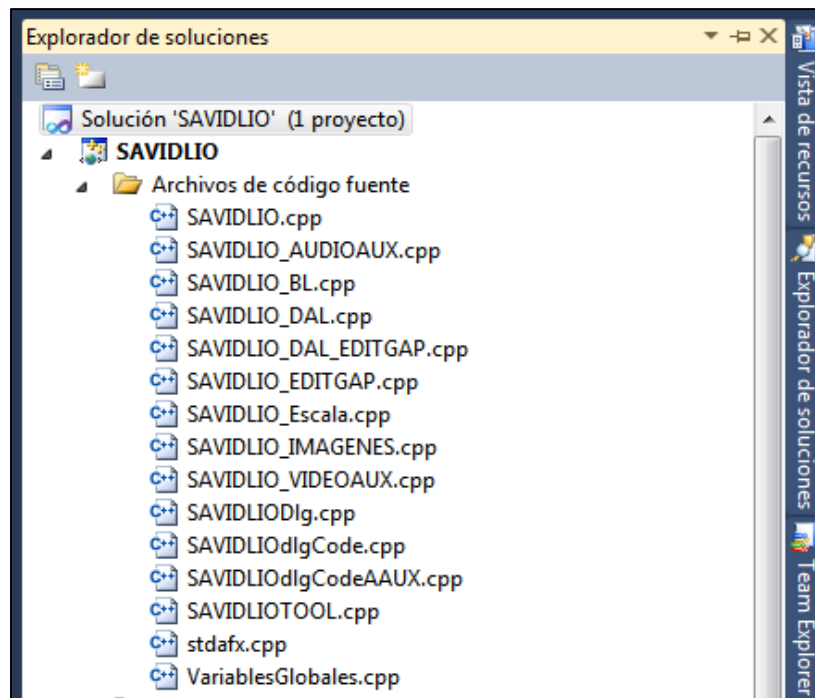 Explorador de soluciones
Solución 'SAVIDLIO' (1 proyecto)
SAVIDLIO
Archivos de código fuente
SAVIDLIO.cpp
SAVIDLIO_AUDIOAUX.cpp
SAVIDLIO_BL.cpp
SAVIDLIO_DAL.cpp
SAVIDLIO_DAL_EDITGAP.cpp
SAVIDLIO_EDITGAP.cpp
SAVIDLIO_Escala.cpp
SAVIDLIO_IMAGENES.cpp
SAVIDLIO_VIDEOAUX.cpp
SAVIDLIODlg.cpp
SAVIDLIOdlgCode.cpp
SAVIDLIOdlgCodeAAUX.cpp
SAVIDLIOTOOL.cpp
stdafx.cpp
VariablesGlobales.cpp
Vista de recursos
Explorador de soluciones
Team Explorer